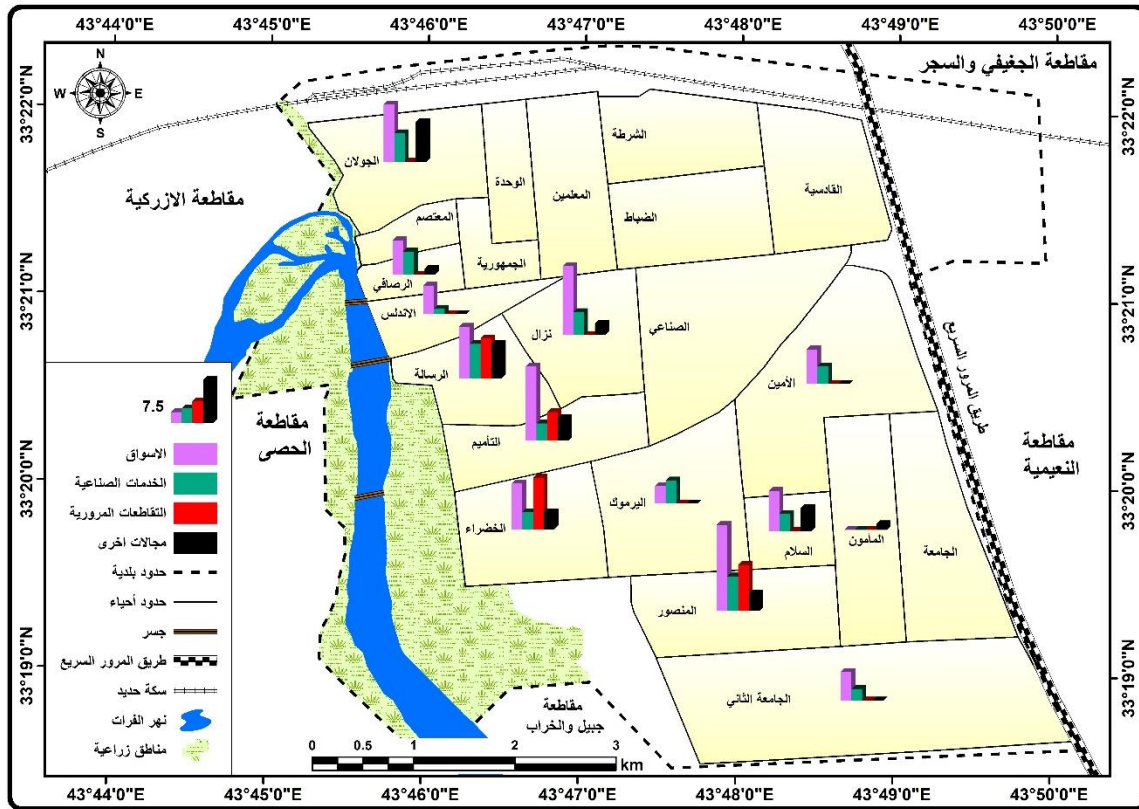 43°44'0"E 43°45'0"E 43°46'0"E 43°47'0"E 43°48'0"E 43°49'0"E 43°50'0"E
مقاطعة الجغيفي والسجر
N
W E
S
33°22'0"N 33°22'0"N
الشرطة
الجولان
الوحدة
المعلمين
القادسية
مقاطعة الازركية
المعتصم
الضباط
الجمهورية
الرصافي
33°21'0"N 33°21'0"N
الاندلس
نزال
الصناعي
طريق المرور السريع
الرسالة
الأمين
7.5
مقاطعة
الحصى
التأميم
مقاطعة
النعيمية
الاسواق
33°20'0"N 33°20'0"N
الخدمات الصناعية
التقاطعات المرورية
مجالات اخرى
حدود بلدية
حدود أحياء
جسر
طريق المرور السريع
سكة حديد
نهر الفرات
مناطق زراعية
الخضراء
اليرموك
السلام
المأمون
الجامعة
المنصور
33°19'0"N 33°19'0"N
الجامعة الثاني
مقاطعة
جبيل والخراب
0 0.5 1 2 3
km
43°44'0"E 43°45'0"E 43°46'0"E 43°47'0"E 43°48'0"E 43°49'0"E 43°50'0"E